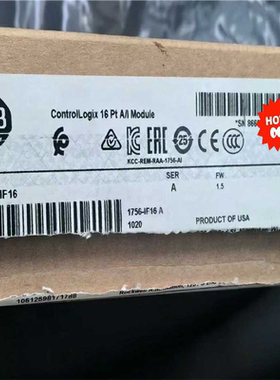 HOT
ControlLogix 16 Pt A/I Module
KCC-REM-RAA-1756-AI
IF16
SER
A
FW
1.5
1756-IF16 A
1020
PRODUCT OF USA